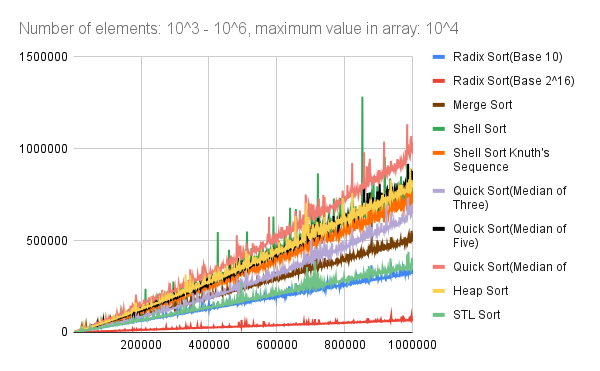 Number of elements: 10^3 - 10^6, maximum value in array: 10^4
1500000
1000000
500000
0
200000
400000
600000
800000
1000000
Radix Sort(Base 10)
Radix Sort(Base 2^16)
Merge Sort
Shell Sort
Shell Sort Knuth's
Sequence
Quick Sort(Median of
Three)
Quick Sort(Median of
Five)
Quick Sort(Median of
Heap Sort
STL Sort